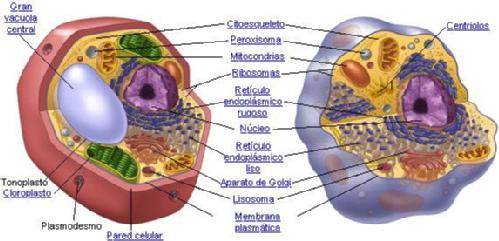 Gran
vacuola
central
Citoesqueleto
Peroxisoma
Mitocondrias
Ribosomas
Retículo
endoplásmico
rugoso
Núcleo
Retículo
endoplásmico
liso
Aparato de Golgi
Lisosoma
Membrana
plasmática
Centriolos
Tonoplasto
Cloroplasto
Plasmodesmo
Pared celular